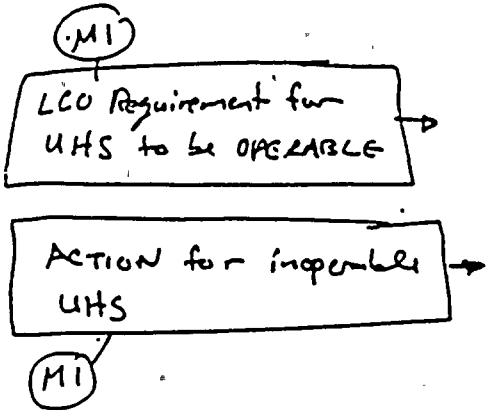 M1
LCO Requirement for
UHS to be OPERABLE
ACTION for inoperable
UHS
M1